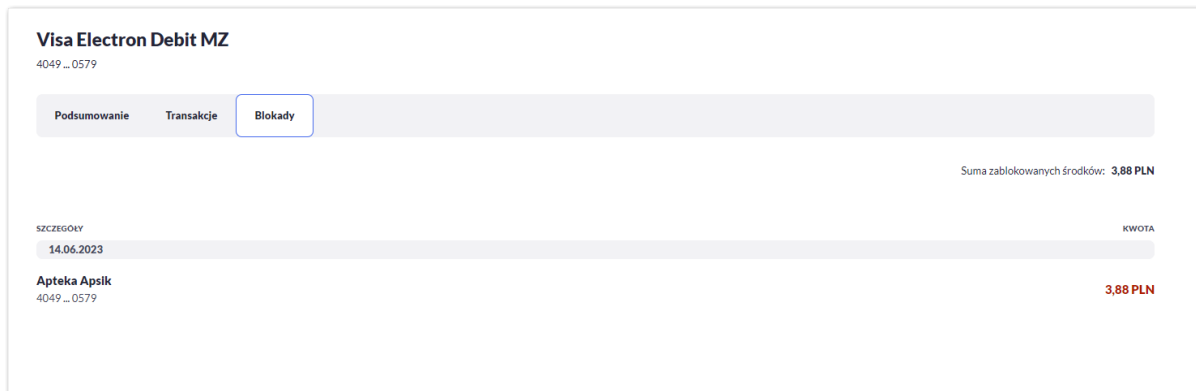 Visa Electron Debit MZ
4049 ... 0579
Podsumowanie Transakcje Blokady
Suma zablokowanych środków: 3,88 PLN
SZCZEGÓŁY KWOTA
14.06.2023
Apteka Apsik
4049 ... 0579
3,88 PLN